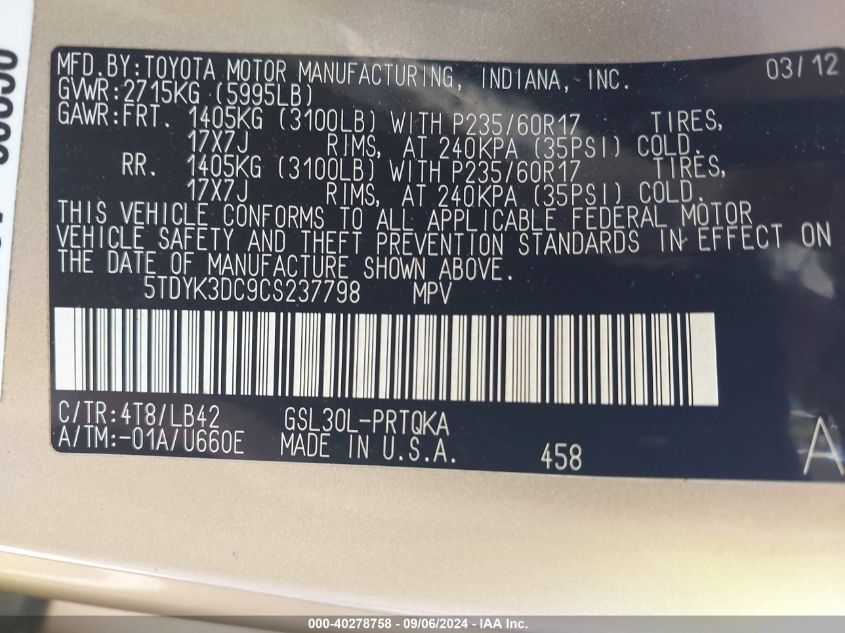 MFD. BY: TOYOTA MOTOR MANUFACTURING, INDIANA, INC. 03/12
GVWR: 2715KG (5995LB)
GAWR: FRT. 1405KG (3100LB) WITH P235/60R17 TIRES,
17X7J RIMS, AT 240KPA (35PSI) COLD.
RR. 1405KG (3100LB) WITH P235/60R17 TIRES,
17X7J RIMS, AT 240KPA (35PSI) COLD.
THIS VEHICLE CONFORMS TO ALL APPLICABLE FEDERAL MOTOR
VEHICLE SAFETY AND THEFT PREVENTION STANDARDS IN EFFECT ON
THE DATE OF MANUFACTURE SHOWN ABOVE.
5TDYK3DC9CS237798 MPV
C/TR: 4T8/LB42 GSL30L-PRTQKA
A/TM: -01A/U660E MADE IN U.S.A. 458 A
000-40278758 - 09/06/2024 - IAA Inc.